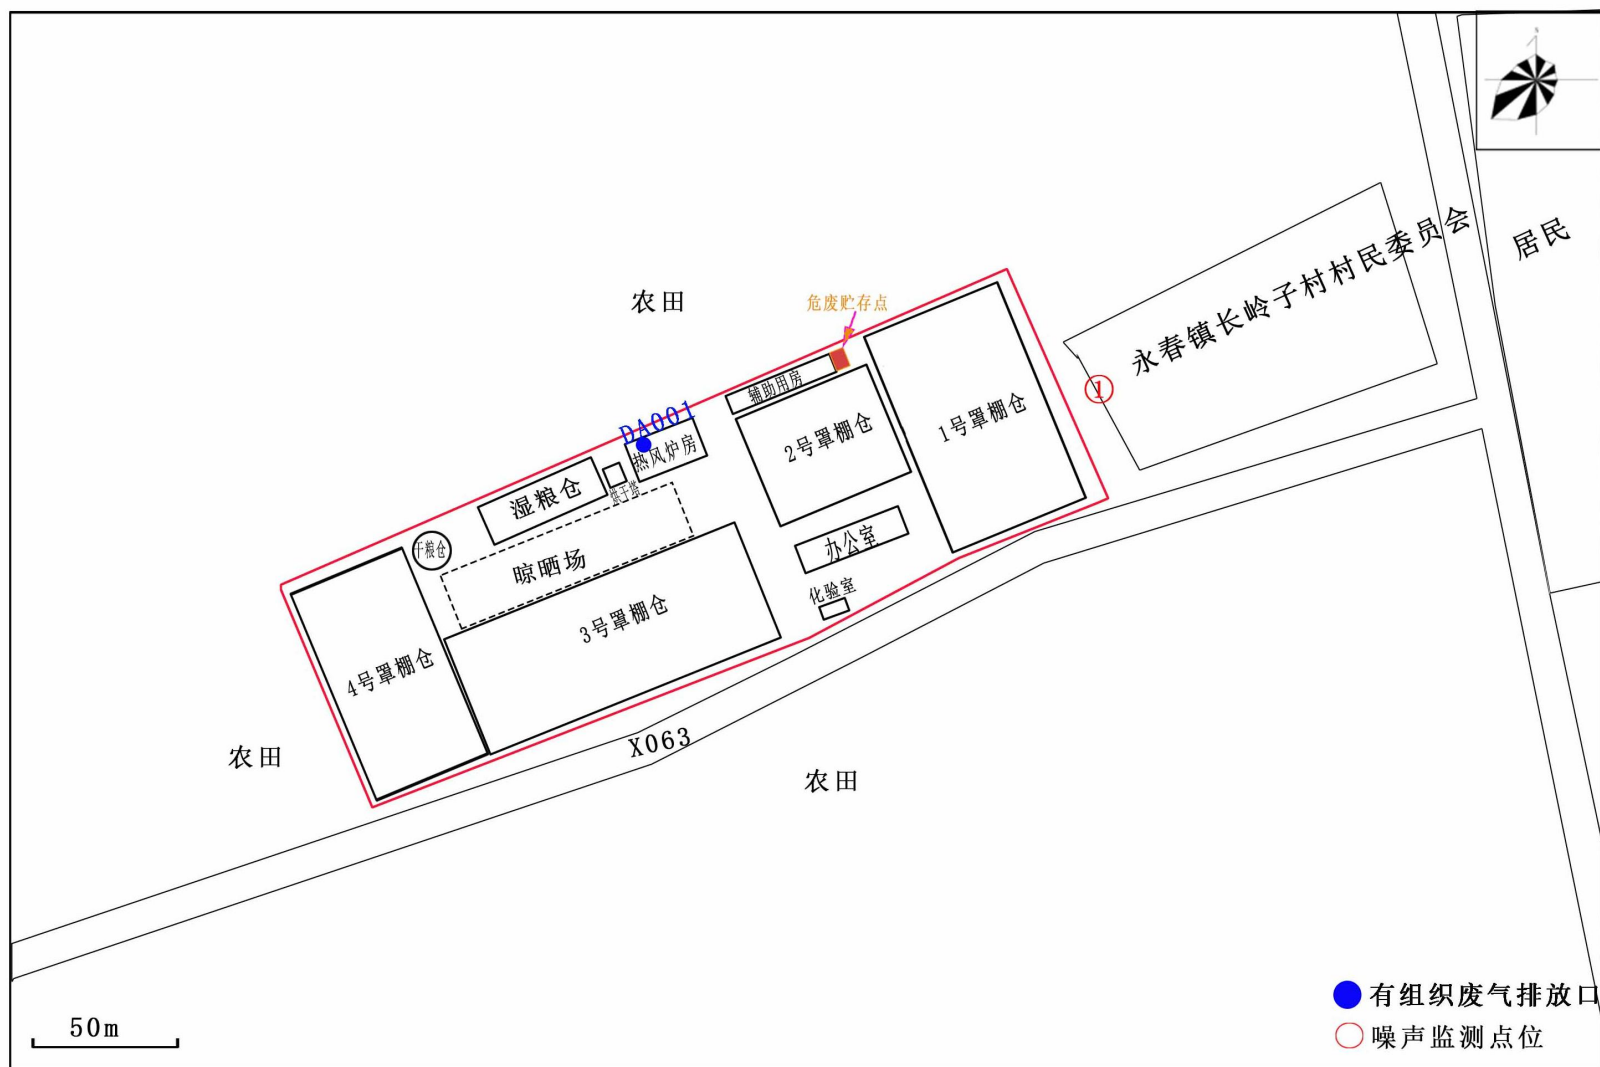 永春镇长岭子村村民委员会
居民
农田
危废贮存点
辅助用房
DA001
热风炉房
烘干塔
湿粮仓
干粮仓
晾晒场
1号罩棚仓
2号罩棚仓
3号罩棚仓
4号罩棚仓
办公室
化验室
①
农田
X063
农田
50m
有组织废气排放口
噪声监测点位